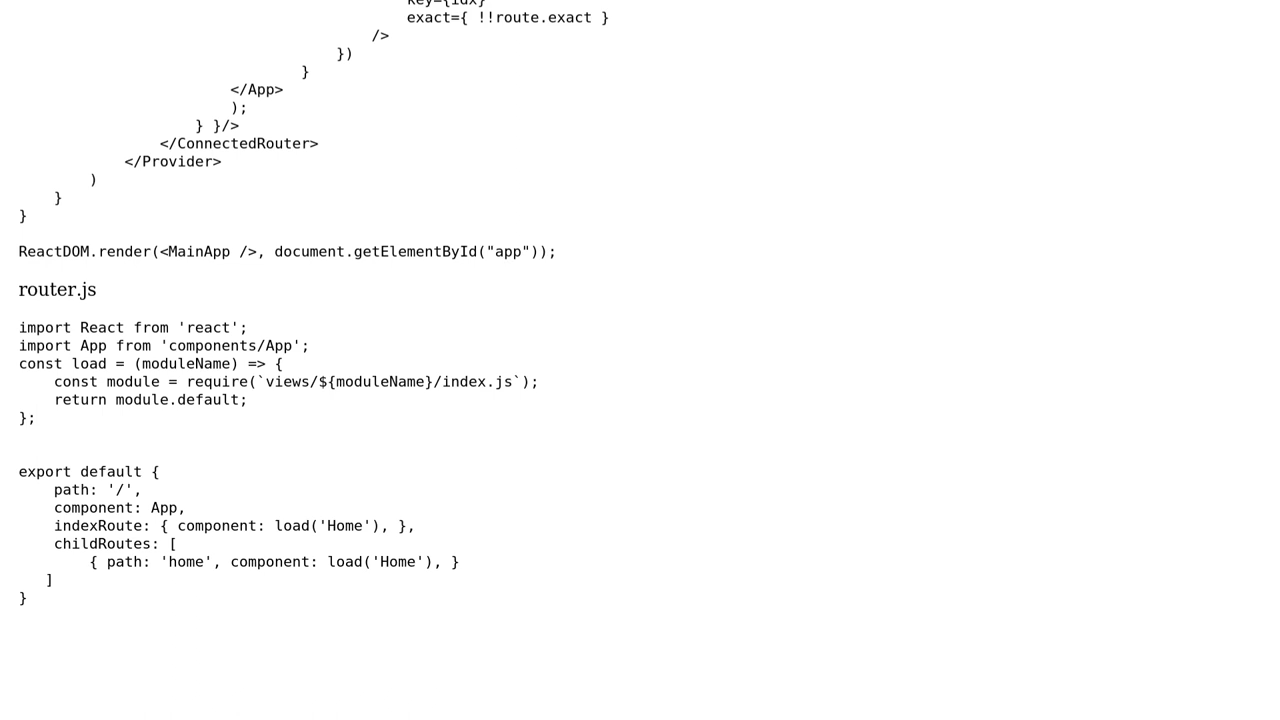 key={idx}
exact={ !!route.exact }
/>
})
}
</App>
);
} }/>
</ConnectedRouter>
</Provider>
)
}
}
ReactDOM.render(<MainApp />, document.getElementById("app"));
router.js
import React from 'react';
import App from 'components/App';
const load = (moduleName) => {
    const module = require(`views/${moduleName}/index.js`);
    return module.default;
};
export default {
    path: '/',
    component: App,
    indexRoute: { component: load('Home'), },
    childRoutes: [
        { path: 'home', component: load('Home'), }
   ]
}